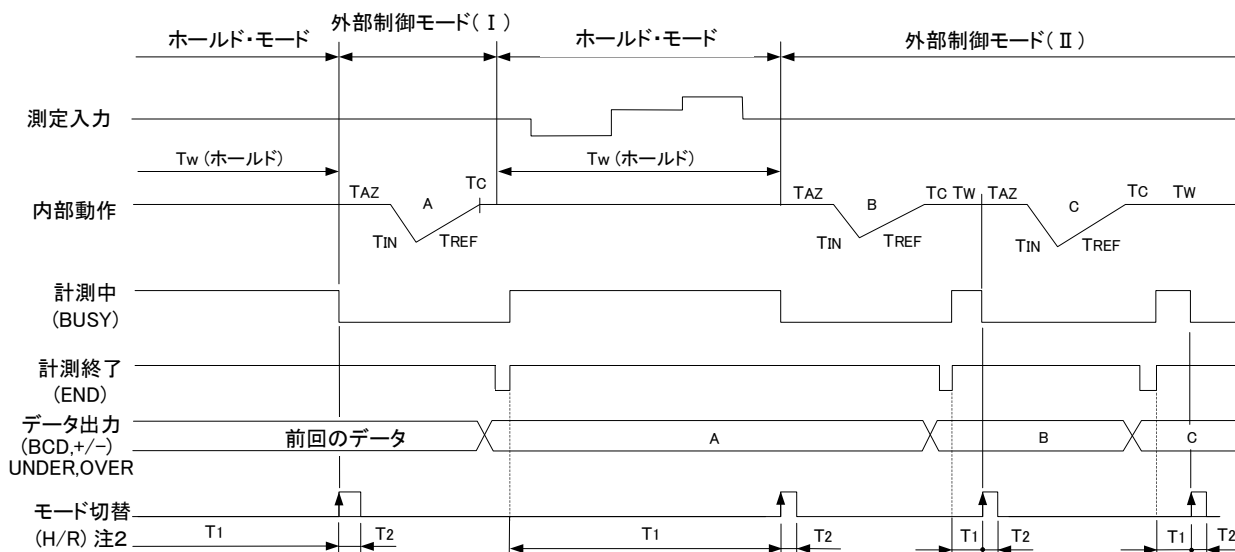 外部制御モード(Ⅰ)
ホールド・モード ホールド・モード 外部制御モード(Ⅱ)
測定入力
Tw (ホールド) Tw (ホールド)
内部動作 TAZ A TC TAZ B TC TW TAZ C TC TW
TIN TREF TIN TREF TIN TREF
計測中
(BUSY)
計測終了
(END)
データ出力
(BCD,+/−) 前回のデータ A B C
UNDER,OVER
モード切替
(H/R) 注2 T1 T2 T1 T2 T1 T2 T1 T2